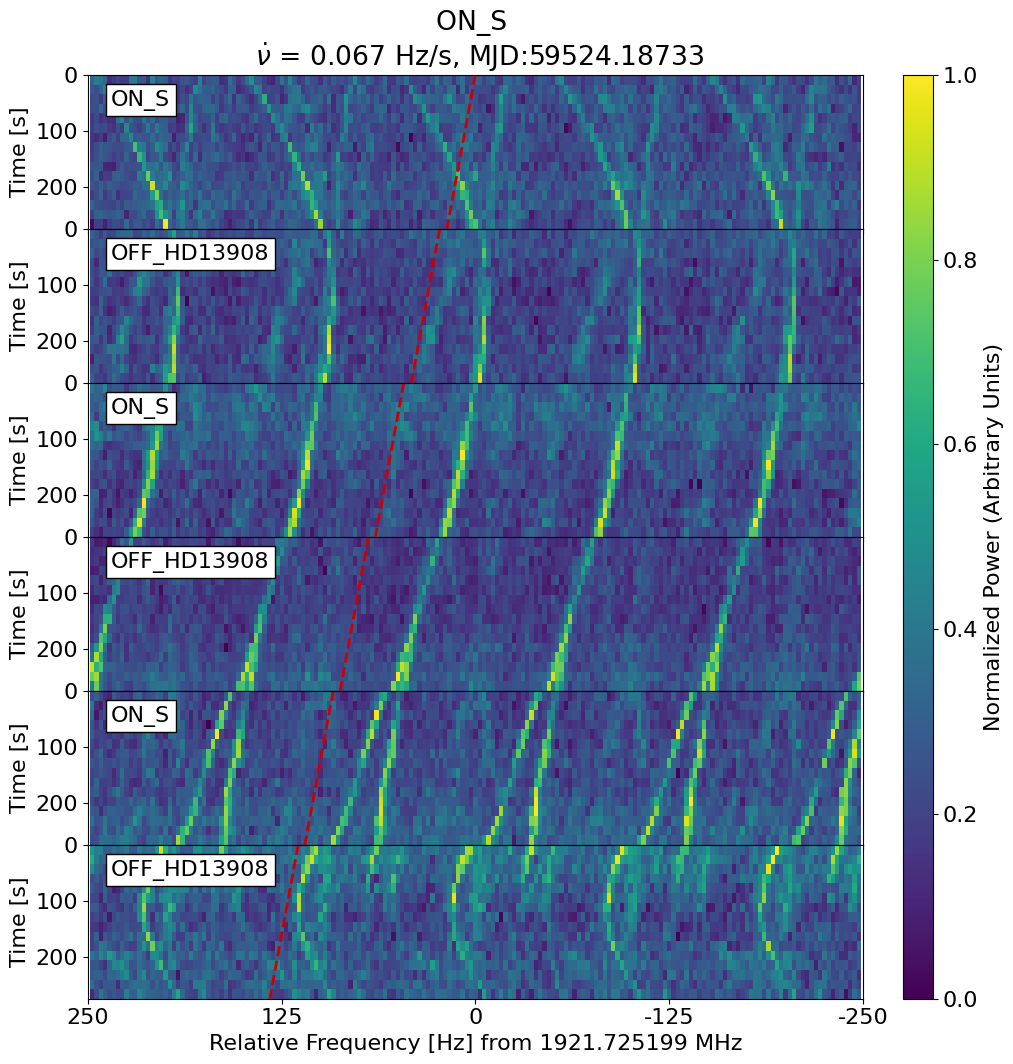 ON_S
ν̇ = 0.067 Hz/s, MJD:59524.18733
0
100
200
Time [s]
ON_S
0
100
200
Time [s]
OFF_HD13908
0
100
200
Time [s]
ON_S
0
100
200
Time [s]
OFF_HD13908
0
100
200
Time [s]
ON_S
0
100
200
Time [s]
OFF_HD13908
250 125 0 -125 -250
Relative Frequency [Hz] from 1921.725199 MHz
1.0
0.8
0.6
0.4
0.2
0.0
Normalized Power (Arbitrary Units)